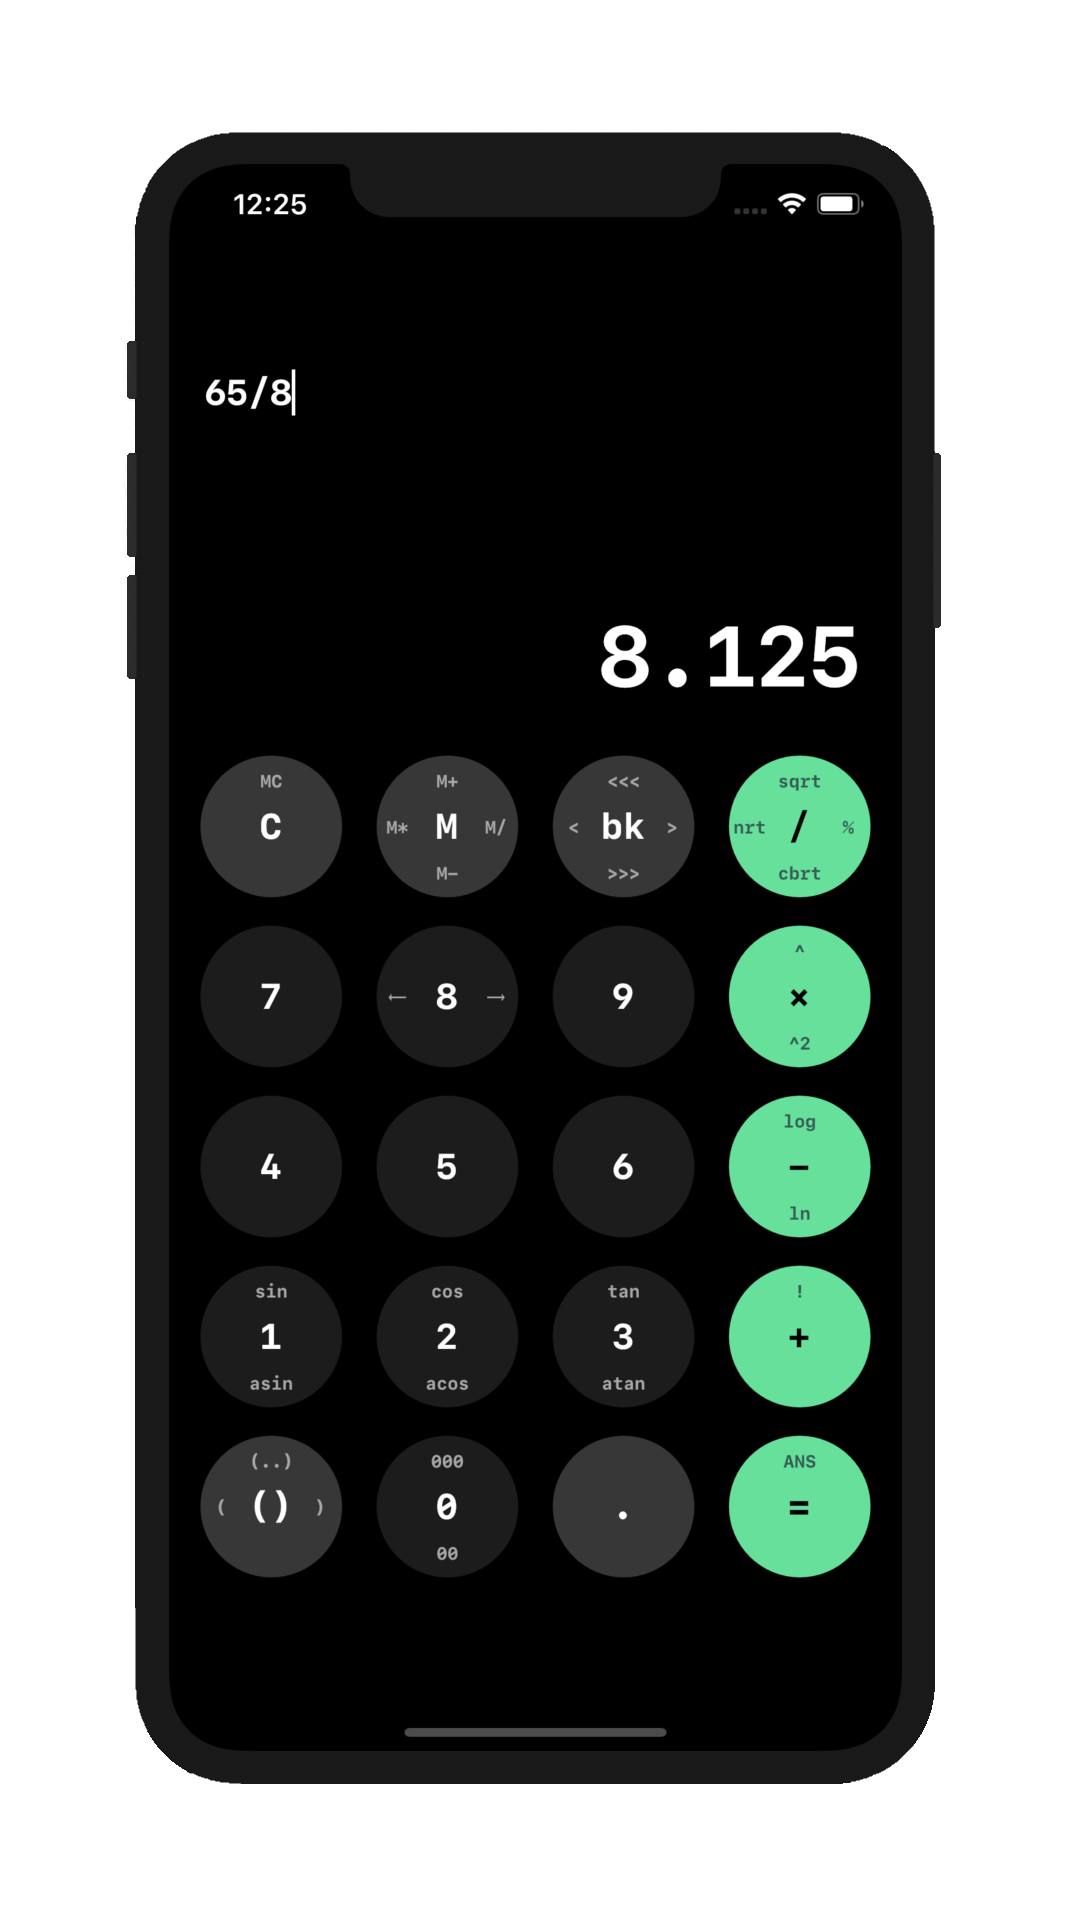 12:25
65/8
8.125
MC
C
M+
M* M M/
M−
<<<
< bk >
>>>
sqrt
nrt / %
cbrt
7
← 8 →
9
^
×
^2
4
5
6
log
−
ln
sin
1
asin
cos
2
acos
tan
3
atan
!
+
(..)
( () )
000
0
00
.
ANS
=